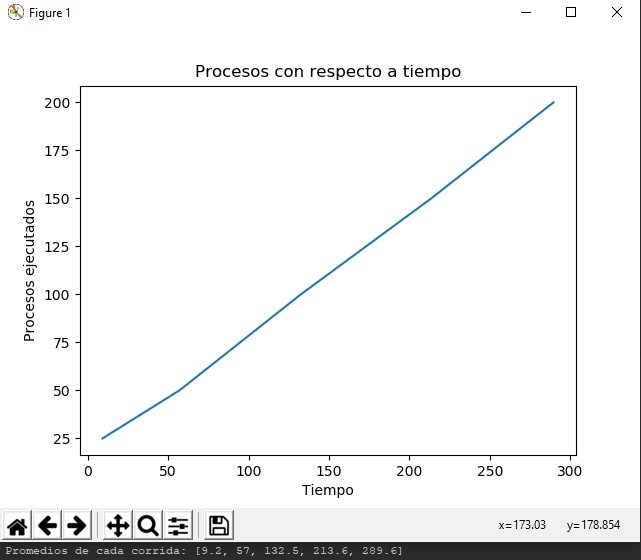 Figure 1
Procesos con respecto a tiempo
200
175
150
125
100
75
50
25
Procesos ejecutados
0 50 100 150 200 250 300
Tiempo
x=173.03 y=178.854
Promedios de cada corrida: [9.2, 57, 132.5, 213.6, 289.6]